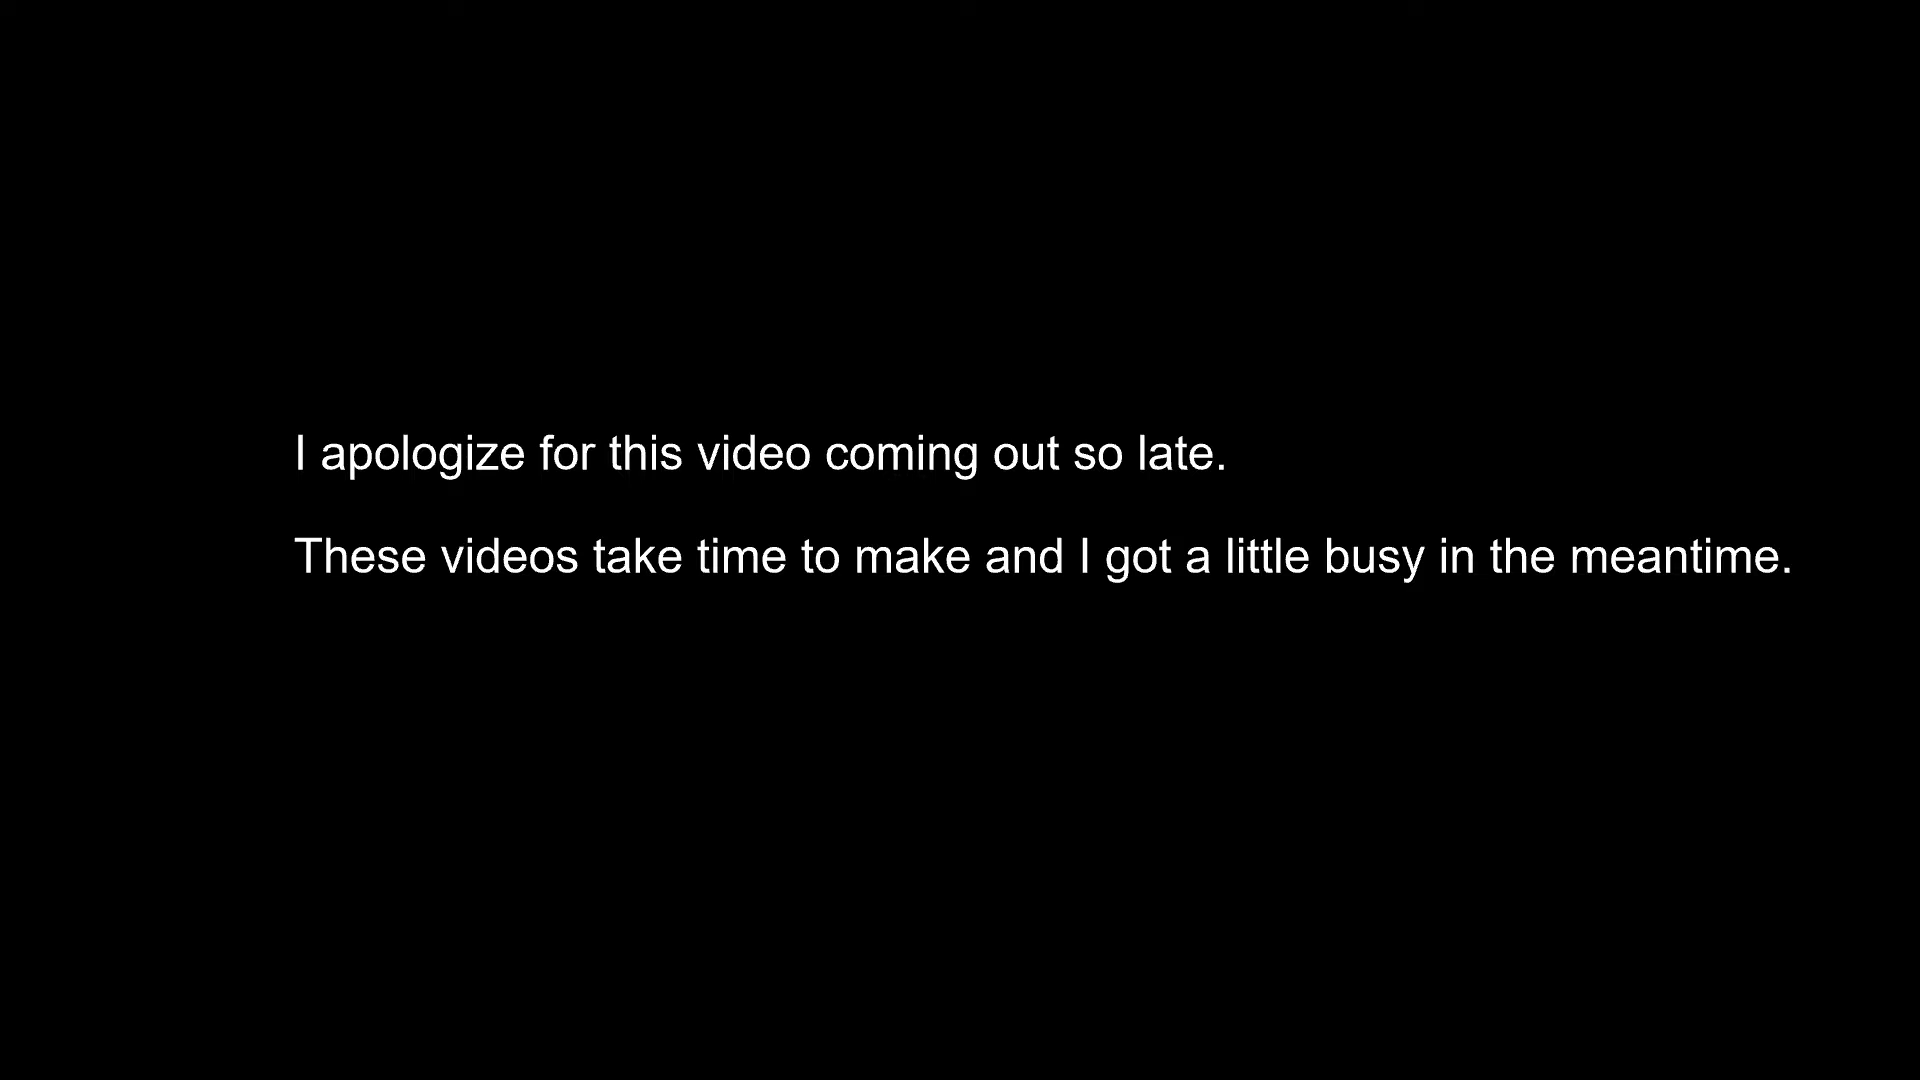 I apologize for this video coming out so late.
These videos take time to make and I got a little busy in the meantime.